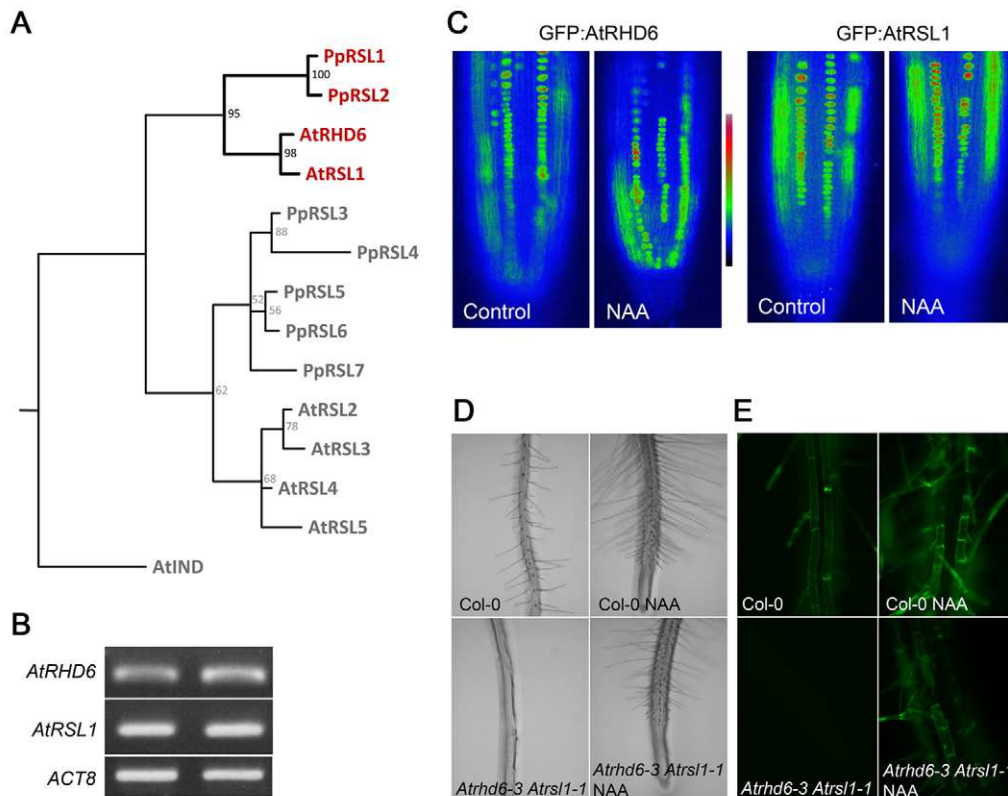 A
PpRSL1
100
PpRSL2
95
AtRHD6
98
AtRSL1
PpRSL3
88
PpRSL4
PpRSL5
52
56
PpRSL6
PpRSL7
62
AtRSL2
78
AtRSL3
68
AtRSL4
AtRSL5
AtIND
B
AtRHD6
AtRSL1
ACT8
C
GFP:AtRHD6
GFP:AtRSL1
Control
NAA
Control
NAA
D
Col-0
Col-0 NAA
Atrhd6-3 Atrsl1-1
Atrhd6-3 Atrsl1-1
NAA
E
Col-0
Col-0 NAA
Atrhd6-3 Atrsl1-1
Atrhd6-3 Atrsl1-1
NAA